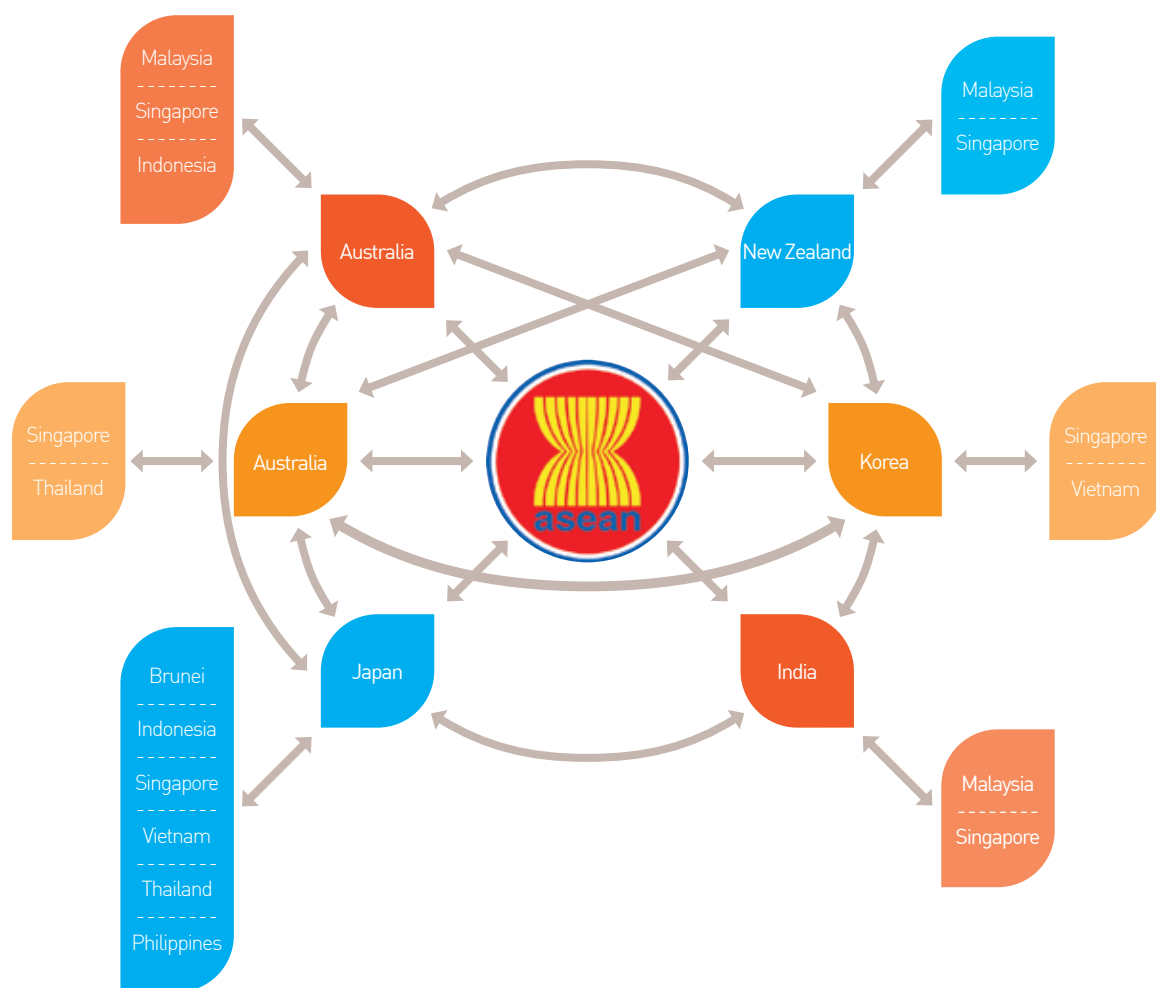 Malaysia
Singapore
Indonesia
Malaysia
Singapore
Australia
New Zealand
Singapore
Thailand
Australia
asean
Korea
Singapore
Vietnam
Japan
India
Brunei
Indonesia
Singapore
Vietnam
Thailand
Philippines
Malaysia
Singapore